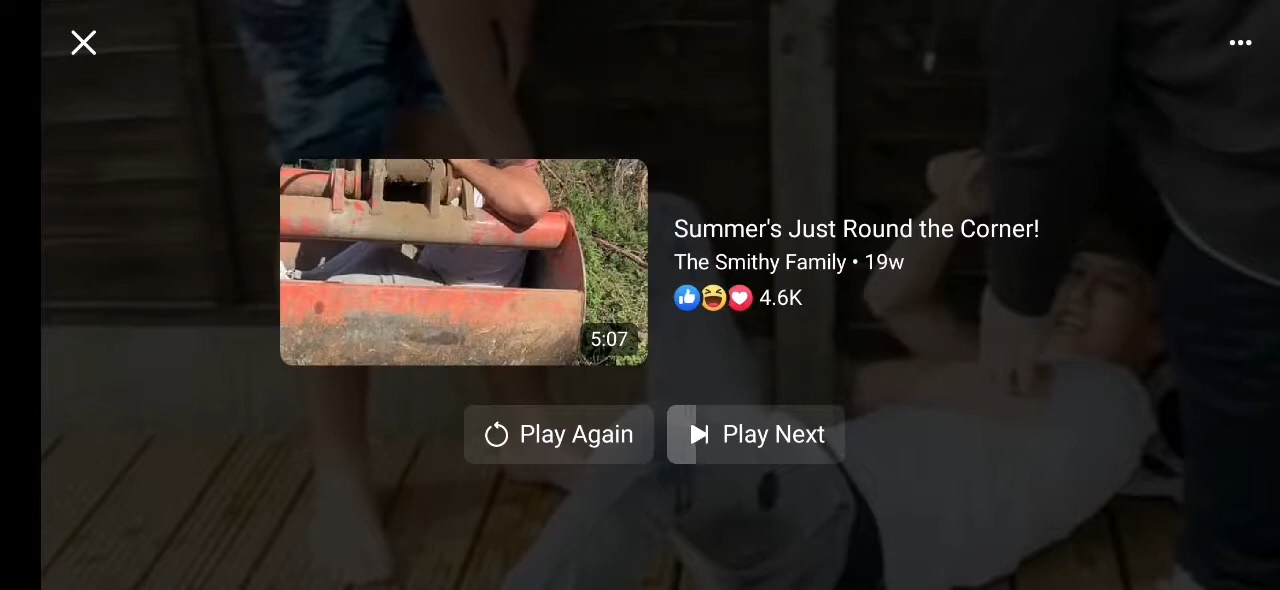 Summer's Just Round the Corner!
The Smithy Family • 19w
4.6K
5:07
Play Again
Play Next